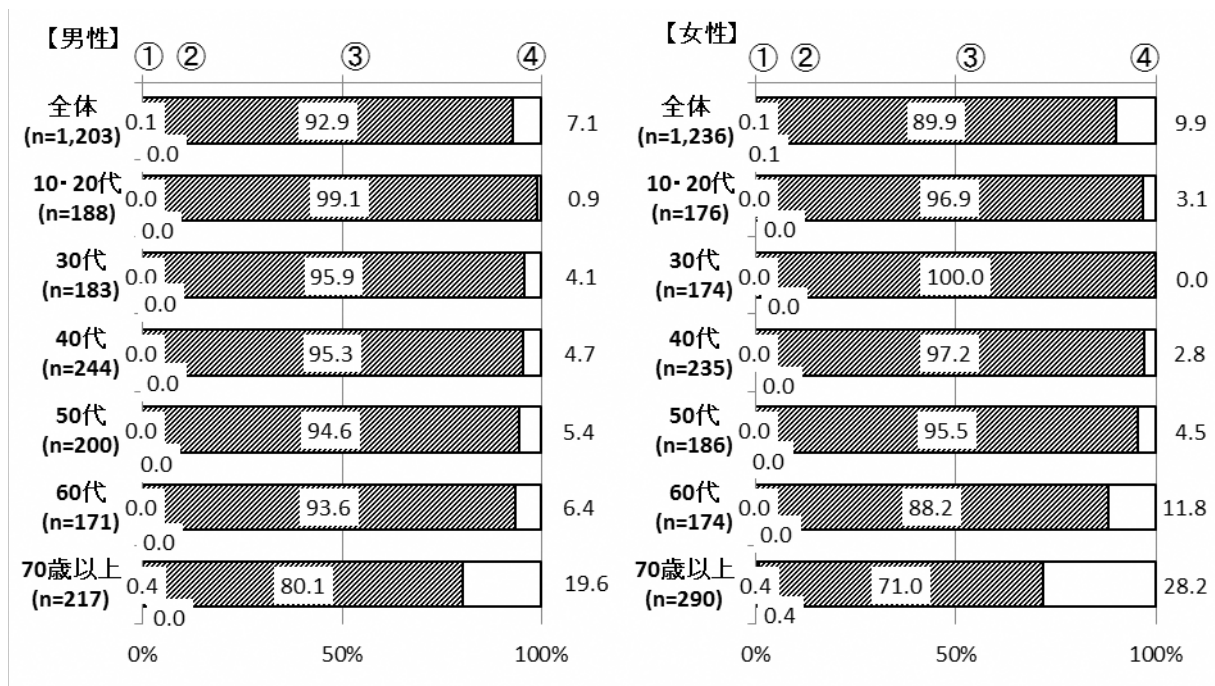 【男性】
① ② ③ ④
全体
(n=1,203)
0.1
92.9
7.1
0.0
10・20代
(n=188)
0.0
99.1
0.9
0.0
30代
(n=183)
0.0
95.9
4.1
0.0
40代
(n=244)
0.0
95.3
4.7
0.0
50代
(n=200)
0.0
94.6
5.4
0.0
60代
(n=171)
0.0
93.6
6.4
0.0
70歳以上
(n=217)
0.4
80.1
19.6
0.0
0% 50% 100%
【女性】
① ② ③ ④
全体
(n=1,236)
0.1
89.9
9.9
0.1
10・20代
(n=176)
0.0
96.9
3.1
0.0
30代
(n=174)
0.0
100.0
0.0
0.0
40代
(n=235)
0.0
97.2
2.8
0.0
50代
(n=186)
0.0
95.5
4.5
0.0
60代
(n=174)
0.0
88.2
11.8
0.0
70歳以上
(n=290)
0.4
71.0
28.2
0.4
0% 50% 100%